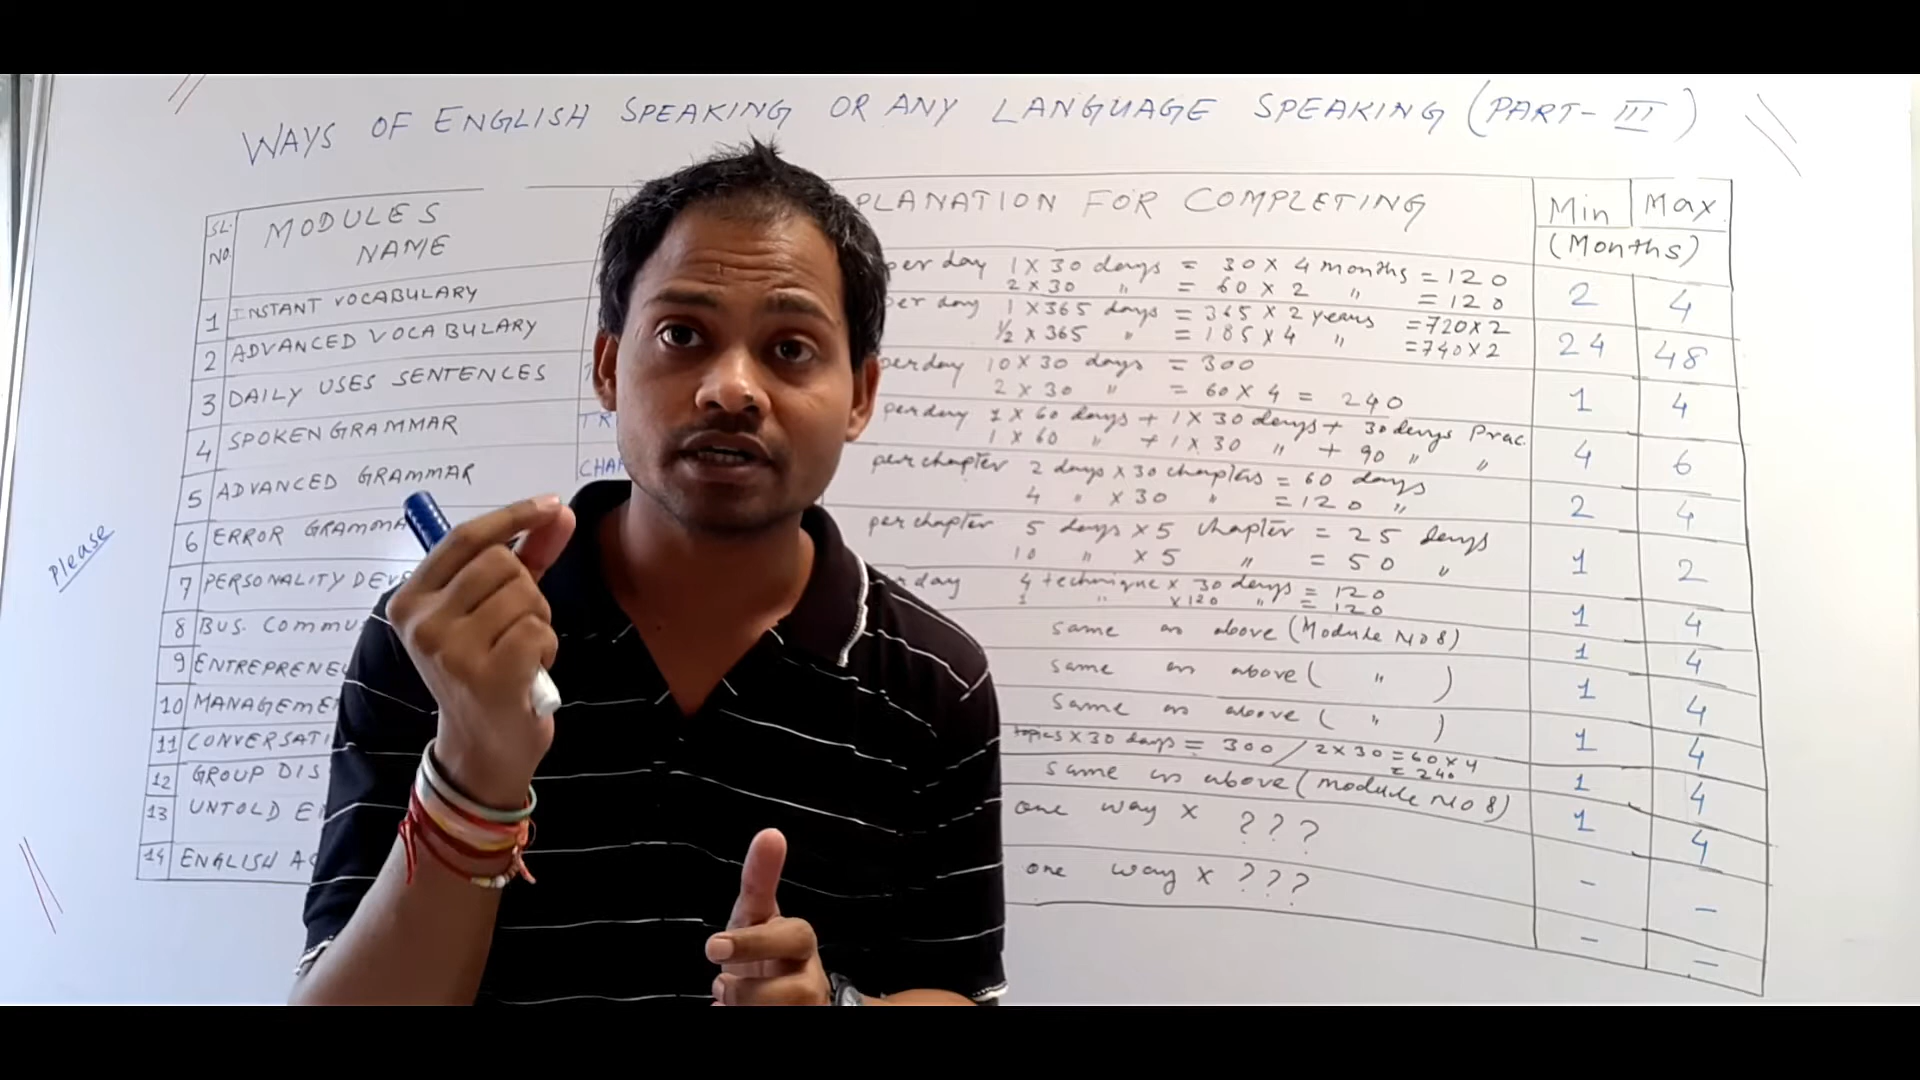 WAYS OF ENGLISH SPEAKING OR ANY LANGUAGE SPEAKING (PART-III)
SL. NO. MODULES NAME PLANATION FOR COMPLETING Min Max
(Months)
1 INSTANT VOCABULARY per day 1 X 30 days = 30 X 4 months = 120 2 4
2 X 30 " = 60 X 2 " = 120
2 ADVANCED VOCABULARY per day 1 X 365 days = 365 X 2 years = 720 X 2 24 48
1/2 X 365 " = 185 X 4 " = 740 X 2
3 DAILY USES SENTENCES per day 10 X 30 days = 300 1 4
2 X 30 " = 60 X 4 = 240
4 SPOKEN GRAMMAR TR per day 2 X 60 days + 1 X 30 days + 30 days Prac. 4 6
1 X 60 " + 1 X 30 " + 90 " "
5 ADVANCED GRAMMAR CHAP per chapter 2 days X 30 chapters = 60 days 2 4
4 " X 30 " = 120 "
6 ERROR GRAMMA per chapter 5 days X 5 chapter = 25 days 1 2
10 " X 5 " = 50 "
7 PERSONALITY DEV day 4 technique X 30 days = 120 1 4
1 " X 120 " = 120
8 BUS. COMMU same as above (Module No 8) 1 4
9 ENTREPRENE same as above ( " ) 1 4
10 MANAGEME same as above ( " ) 1 4
11 CONVERSATI topics X 30 days = 300 / 2 X 30 = 60 X 4 1 4
= 240
12 GROUP DIS same as above (module No 8) 1 4
13 UNTOLD E one way X ??? - -
14 ENGLISH A one way X ??? - -
Please